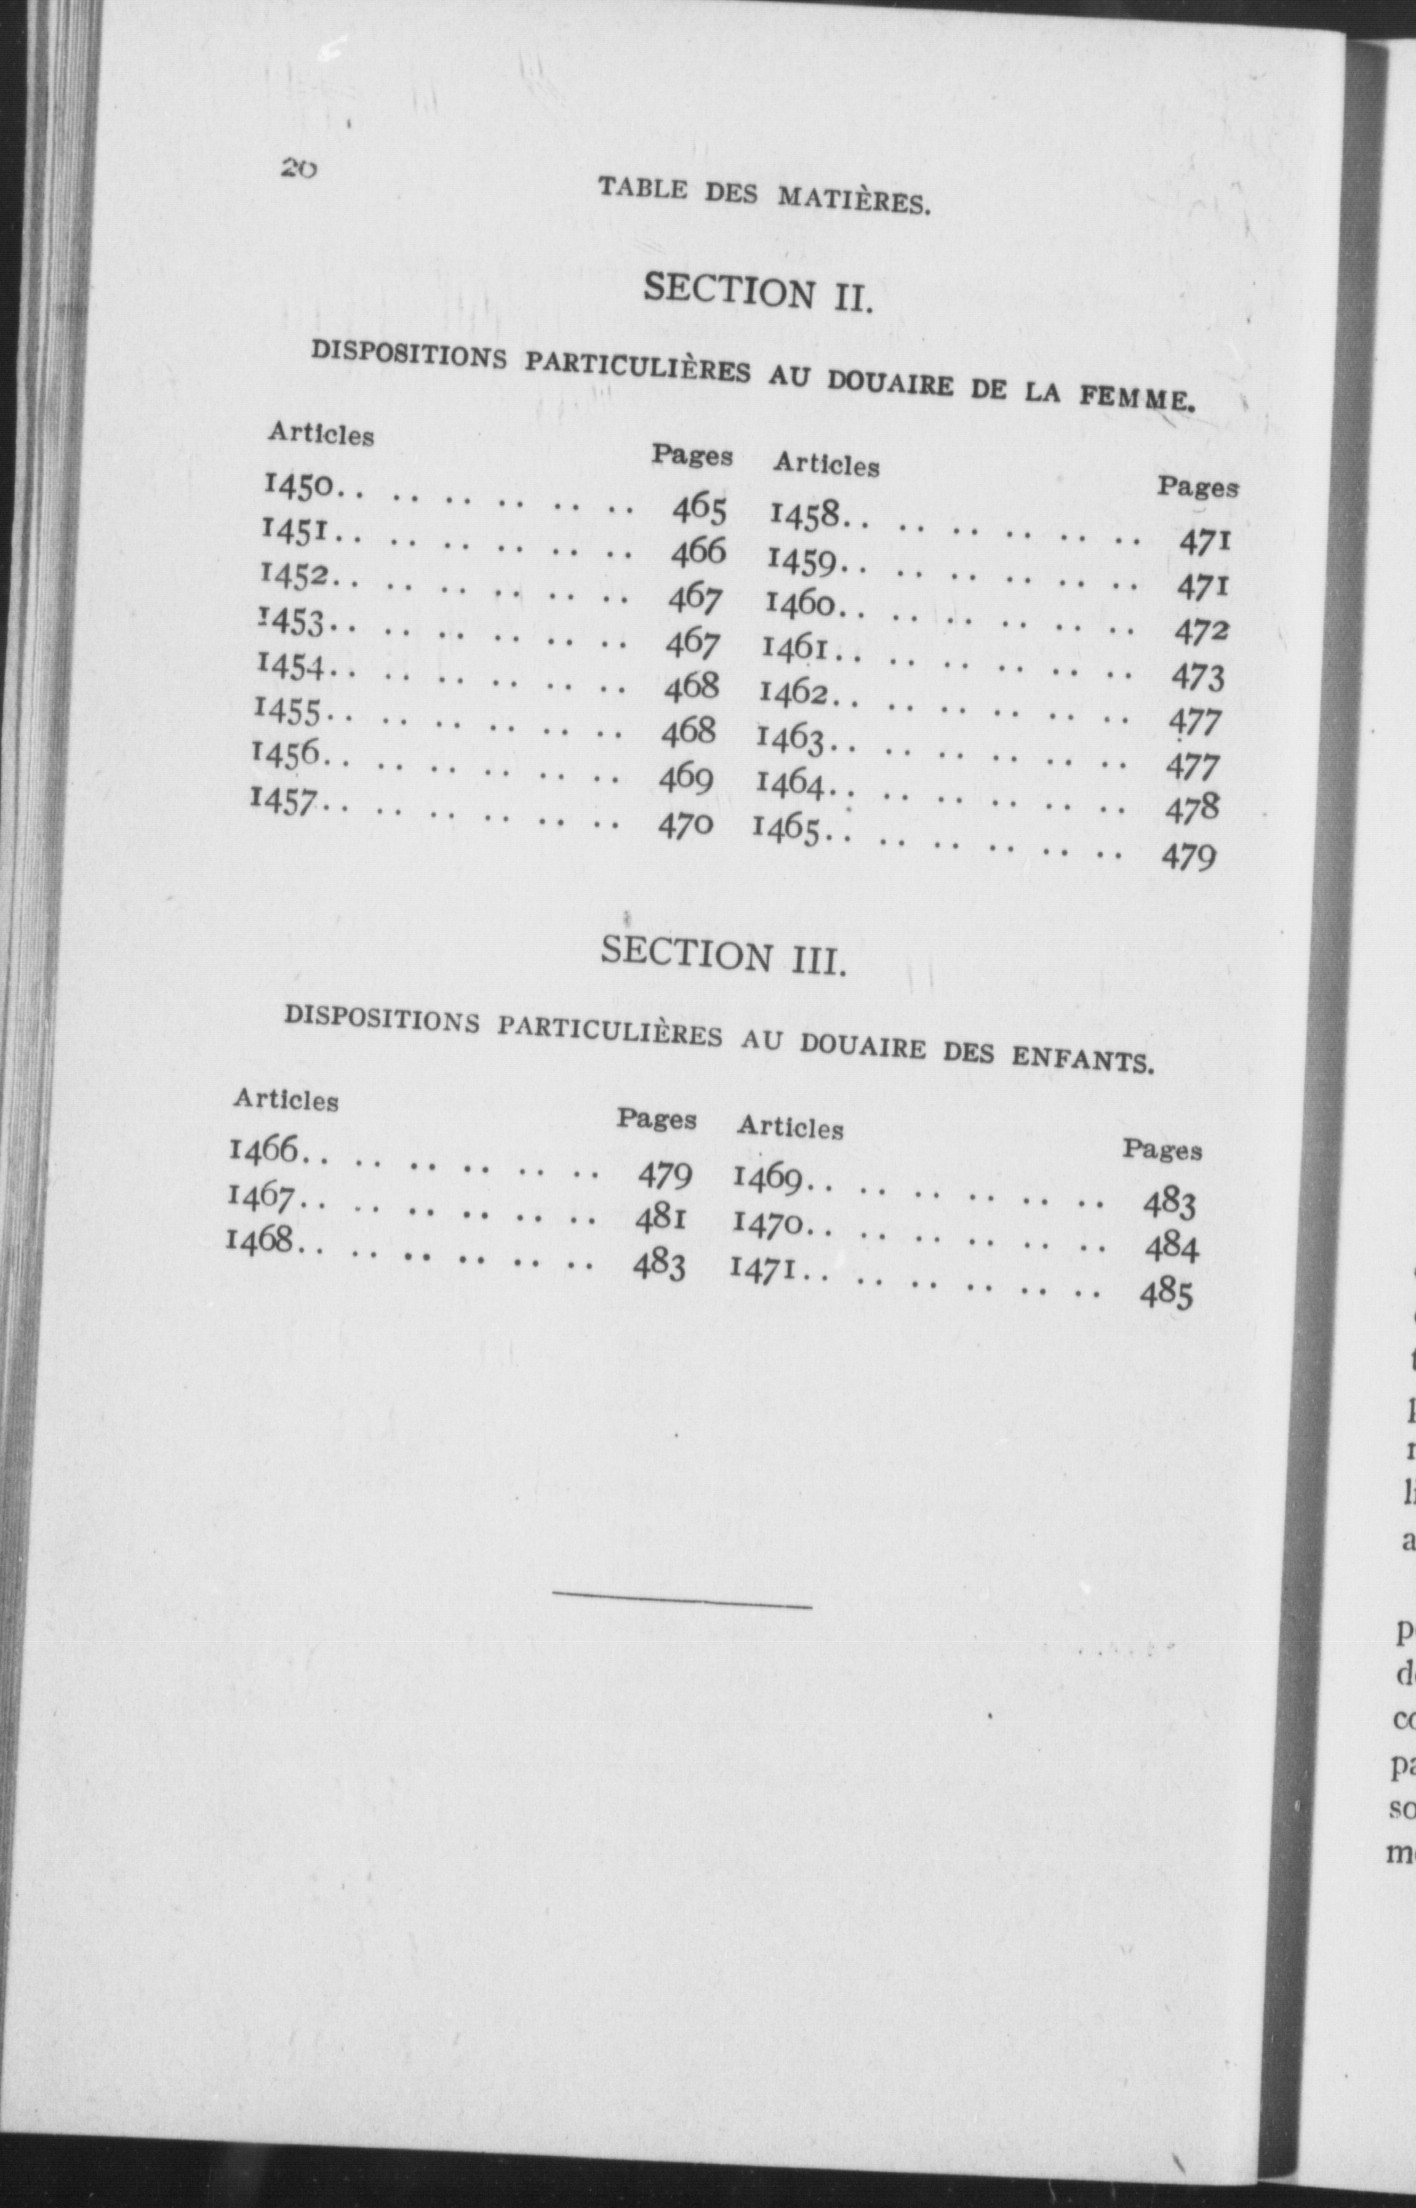 20
TABLE DES MATIÈRES.
SECTION II.
DISPOSITIONS PARTICULIÈRES AU DOUAIRE DE LA FEMME.
Articles Pages Articles Pages
1450.. .. .. .. .. .. 465 1458.. .. .. .. .. .. 471
1451.. .. .. .. .. .. 466 1459.. .. .. .. .. .. 471
1452.. .. .. .. .. .. 467 1460.. .. .. .. .. .. 472
1453.. .. .. .. .. .. 467 1461.. .. .. .. .. .. 473
1454.. .. .. .. .. .. 468 1462.. .. .. .. .. .. 477
1455.. .. .. .. .. .. 468 1463.. .. .. .. .. .. 477
1456.. .. .. .. .. .. 469 1464.. .. .. .. .. .. 478
1457.. .. .. .. .. .. 470 1465.. .. .. .. .. .. 479
SECTION III.
DISPOSITIONS PARTICULIÈRES AU DOUAIRE DES ENFANTS.
Articles Pages Articles Pages
1466.. .. .. .. .. .. 479 1469.. .. .. .. .. .. 483
1467.. .. .. .. .. .. 481 1470.. .. .. .. .. .. 484
1468.. .. .. .. .. .. 483 1471.. .. .. .. .. .. 485